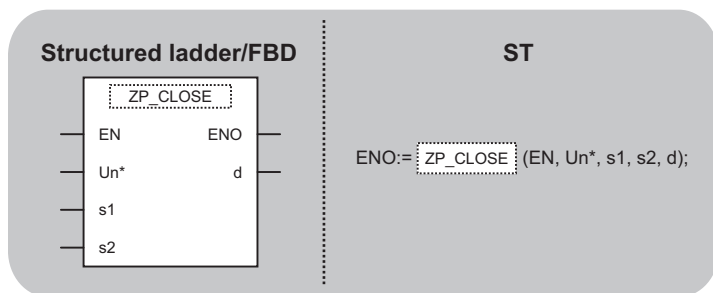 Structured ladder/FBD
ZP_CLOSE
EN ENO
Un* d
s1
s2
ST
ENO:= ZP_CLOSE (EN, Un*, s1, s2, d);